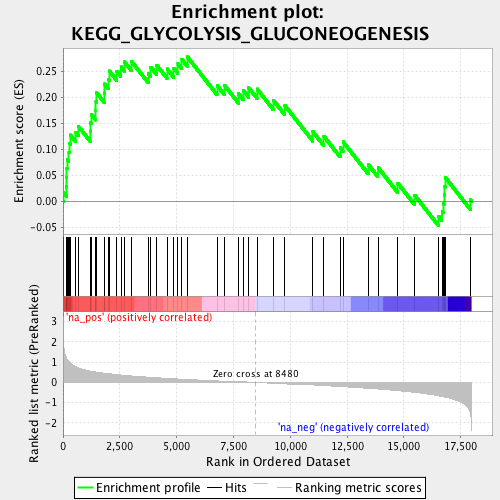 Enrichment plot:
KEGG_GLYCOLYSIS_GLUCONEOGENESIS
Enrichment score (ES)
0.25
0.20
0.15
0.10
0.05
0.00
-0.05
'na_pos' (positively correlated)
Ranked list metric (PreRanked)
3
2
1
0
-1
-2
Zero cross at 8480
'na_neg' (negatively correlated)
0 2,500 5,000 7,500 10,000 12,500 15,000 17,500
Rank in Ordered Dataset
Enrichment profile Hits Ranking metric scores